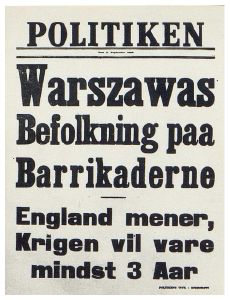 POLITIKEN
Warszawas
Befolkning paa
Barrikaderne
England mener,
Krigen vil vare
mindst 3 Aar